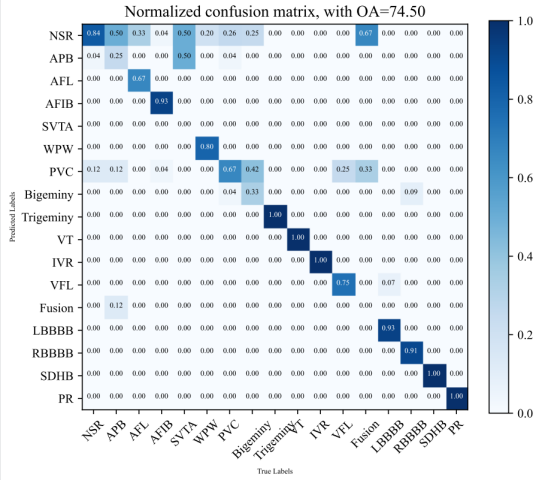 Normalized confusion matrix, with OA=74.50
NSR 0.84 0.50 0.33 0.04 0.50 0.20 0.26 0.25 0.00 0.00 0.00 0.00 0.67 0.00 0.00 0.00 0.00
APB 0.04 0.25 0.00 0.00 0.50 0.00 0.04 0.00 0.00 0.00 0.00 0.00 0.00 0.00 0.00 0.00 0.00
AFL 0.00 0.00 0.67 0.00 0.00 0.00 0.00 0.00 0.00 0.00 0.00 0.00 0.00 0.00 0.00 0.00 0.00
AFIB 0.00 0.00 0.00 0.93 0.00 0.00 0.00 0.00 0.00 0.00 0.00 0.00 0.00 0.00 0.00 0.00 0.00
SVTA 0.00 0.00 0.00 0.00 0.00 0.00 0.00 0.00 0.00 0.00 0.00 0.00 0.00 0.00 0.00 0.00 0.00
WPW 0.00 0.00 0.00 0.00 0.00 0.80 0.00 0.00 0.00 0.00 0.00 0.00 0.00 0.00 0.00 0.00 0.00
PVC 0.12 0.12 0.00 0.04 0.00 0.00 0.67 0.42 0.00 0.00 0.00 0.25 0.33 0.00 0.00 0.00 0.00
Bigeminy 0.00 0.00 0.00 0.00 0.00 0.00 0.04 0.33 0.00 0.00 0.00 0.00 0.00 0.00 0.09 0.00 0.00
Trigeminy 0.00 0.00 0.00 0.00 0.00 0.00 0.00 0.00 1.00 0.00 0.00 0.00 0.00 0.00 0.00 0.00 0.00
VT 0.00 0.00 0.00 0.00 0.00 0.00 0.00 0.00 0.00 1.00 0.00 0.00 0.00 0.00 0.00 0.00 0.00
IVR 0.00 0.00 0.00 0.00 0.00 0.00 0.00 0.00 0.00 0.00 1.00 0.00 0.00 0.00 0.00 0.00 0.00
VFL 0.00 0.00 0.00 0.00 0.00 0.00 0.00 0.00 0.00 0.00 0.00 0.75 0.00 0.07 0.00 0.00 0.00
Fusion 0.00 0.12 0.00 0.00 0.00 0.00 0.00 0.00 0.00 0.00 0.00 0.00 0.00 0.00 0.00 0.00 0.00
LBBBB 0.00 0.00 0.00 0.00 0.00 0.00 0.00 0.00 0.00 0.00 0.00 0.00 0.00 0.93 0.00 0.00 0.00
RBBBB 0.00 0.00 0.00 0.00 0.00 0.00 0.00 0.00 0.00 0.00 0.00 0.00 0.00 0.00 0.91 0.00 0.00
SDHB 0.00 0.00 0.00 0.00 0.00 0.00 0.00 0.00 0.00 0.00 0.00 0.00 0.00 0.00 0.00 1.00 0.00
PR 0.00 0.00 0.00 0.00 0.00 0.00 0.00 0.00 0.00 0.00 0.00 0.00 0.00 0.00 0.00 0.00 1.00
NSR APB AFL AFIB SVTA WPW PVC Bigeminy Trigeminy VT IVR VFL Fusion LBBBB RBBBB SDHB PR
True Labels
Predicted Labels
1.0
0.8
0.6
0.4
0.2
0.0